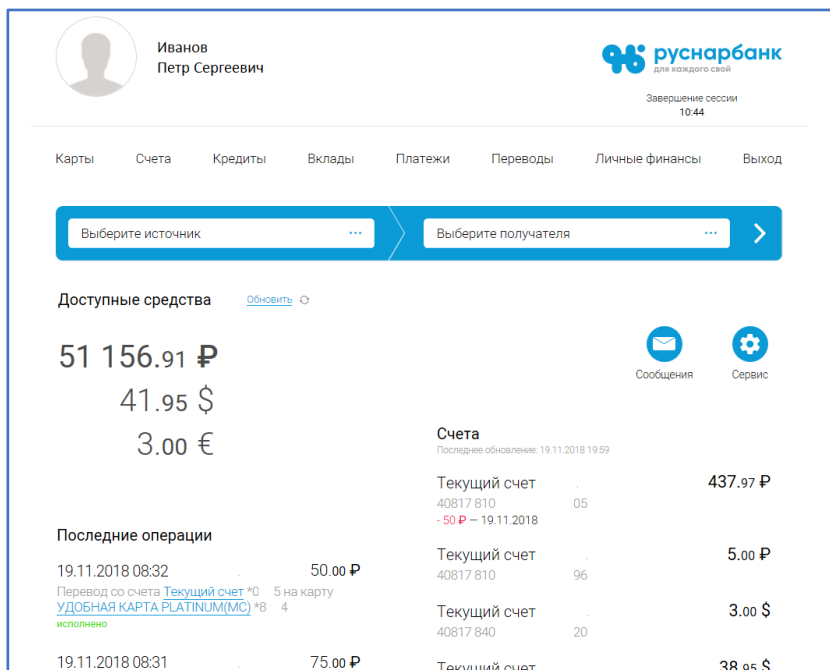 Иванов
Петр Сергеевич
руснарбанк
для каждого свой
Завершение сессии
10:44
Карты Счета Кредиты Вклады Платежи Переводы Личные финансы Выход
Выберите источник ...
Выберите получателя ...
Доступные средства Обновить
51 156.91 ₽
41.95 $
3.00 €
Сообщения Сервис
Последние операции
19.11.2018 08:32 50.00 ₽
Перевод со счета Текущий счет *0 5 на карту
УДОБНАЯ КАРТА PLATINUM(MC) *8 4
исполнено
19.11.2018 08:31 75.00 ₽
Счета
Последнее обновление: 19.11.2018 19:59
Текущий счет 437.97 ₽
40817 810 05
- 50 ₽ — 19.11.2018
Текущий счет 5.00 ₽
40817 810 96
Текущий счет 3.00 $
40817 840 20
Текущий счет 38.95 $